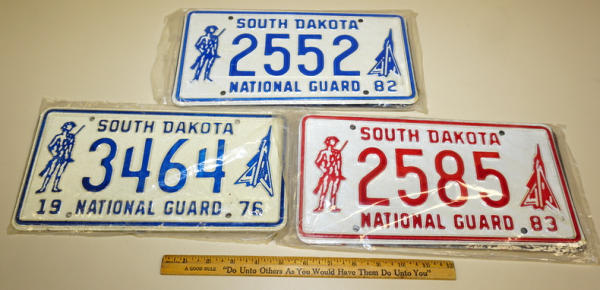 SOUTH DAKOTA
2552
NATIONAL GUARD 82
SOUTH DAKOTA
3464
19 NATIONAL GUARD 76
SOUTH DAKOTA
2585
NATIONAL GUARD 83
A GOOD RULE "Do Unto Others As You Would Have Them Do Unto You"